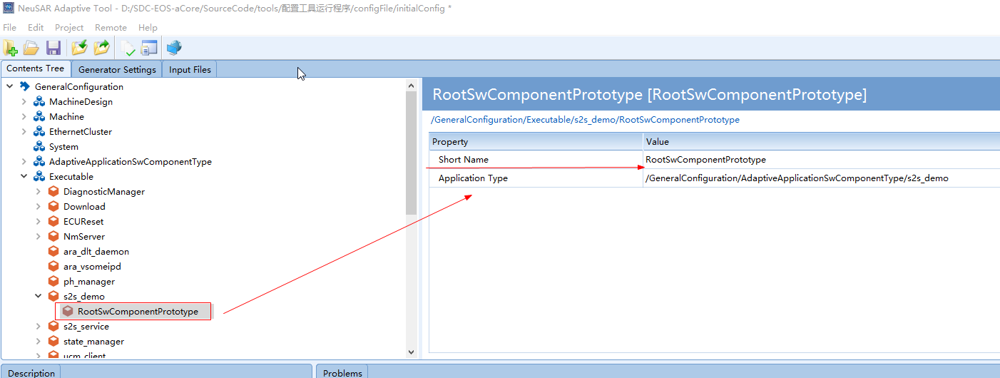 NeuSAR Adaptive Tool - D:/SDC-EOS-aCore/SourceCode/tools/配置工具运行程序/configFile/initialConfig *
File Edit Project Remote Help
Contents Tree Generator Settings Input Files
GeneralConfiguration
MachineDesign
Machine
EthernetCluster
System
AdaptiveApplicationSwComponentType
Executable
DiagnosticManager
Download
ECUReset
NmServer
ara_dlt_daemon
ara_vsomeipd
ph_manager
s2s_demo
RootSwComponentPrototype
s2s_service
state_manager
ucm_client
RootSwComponentPrototype [RootSwComponentPrototype]
/GeneralConfiguration/Executable/s2s_demo/RootSwComponentPrototype
Property Value
Short Name RootSwComponentPrototype
Application Type /GeneralConfiguration/AdaptiveApplicationSwComponentType/s2s_demo
Description Problems